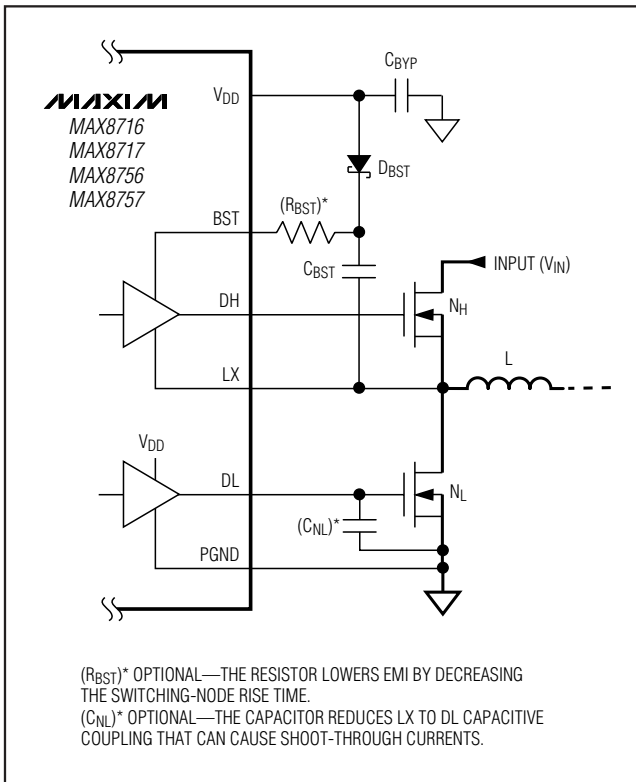 CBYP
VDD
MAXIM
MAX8716
MAX8717
MAX8756
MAX8757
DBST
(RBST)*
BST
CBST
INPUT (VIN)
DH
NH
L
LX
VDD
DL
NL
(CNL)*
PGND
(RBST)* OPTIONAL—THE RESISTOR LOWERS EMI BY DECREASING
THE SWITCHING-NODE RISE TIME.
(CNL)* OPTIONAL—THE CAPACITOR REDUCES LX TO DL CAPACITIVE
COUPLING THAT CAN CAUSE SHOOT-THROUGH CURRENTS.